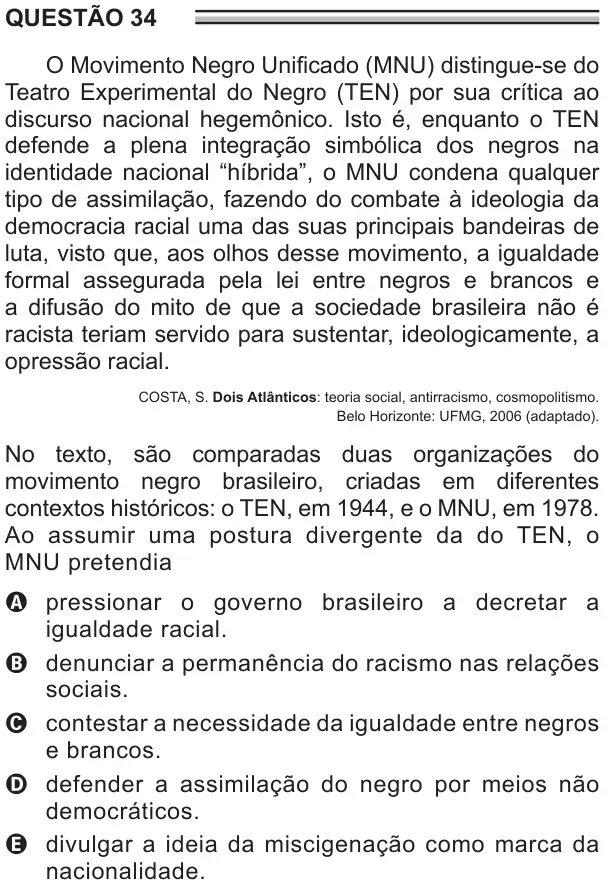 QUESTÃO 34
O Movimento Negro Unificado (MNU) distingue-se do
Teatro Experimental do Negro (TEN) por sua crítica ao
discurso nacional hegemônico. Isto é, enquanto o TEN
defende a plena integração simbólica dos negros na
identidade nacional “híbrida”, o MNU condena qualquer
tipo de assimilação, fazendo do combate à ideologia da
democracia racial uma das suas principais bandeiras de
luta, visto que, aos olhos desse movimento, a igualdade
formal assegurada pela lei entre negros e brancos e
a difusão do mito de que a sociedade brasileira não é
racista teriam servido para sustentar, ideologicamente, a
opressão racial.
COSTA, S. Dois Atlânticos: teoria social, antirracismo, cosmopolitismo.
Belo Horizonte: UFMG, 2006 (adaptado).
No texto, são comparadas duas organizações do
movimento negro brasileiro, criadas em diferentes
contextos históricos: o TEN, em 1944, e o MNU, em 1978.
Ao assumir uma postura divergente da do TEN, o
MNU pretendia
A pressionar o governo brasileiro a decretar a
igualdade racial.
B denunciar a permanência do racismo nas relações
sociais.
C contestar a necessidade da igualdade entre negros
e brancos.
D defender a assimilação do negro por meios não
democráticos.
E divulgar a ideia da miscigenação como marca da
nacionalidade.